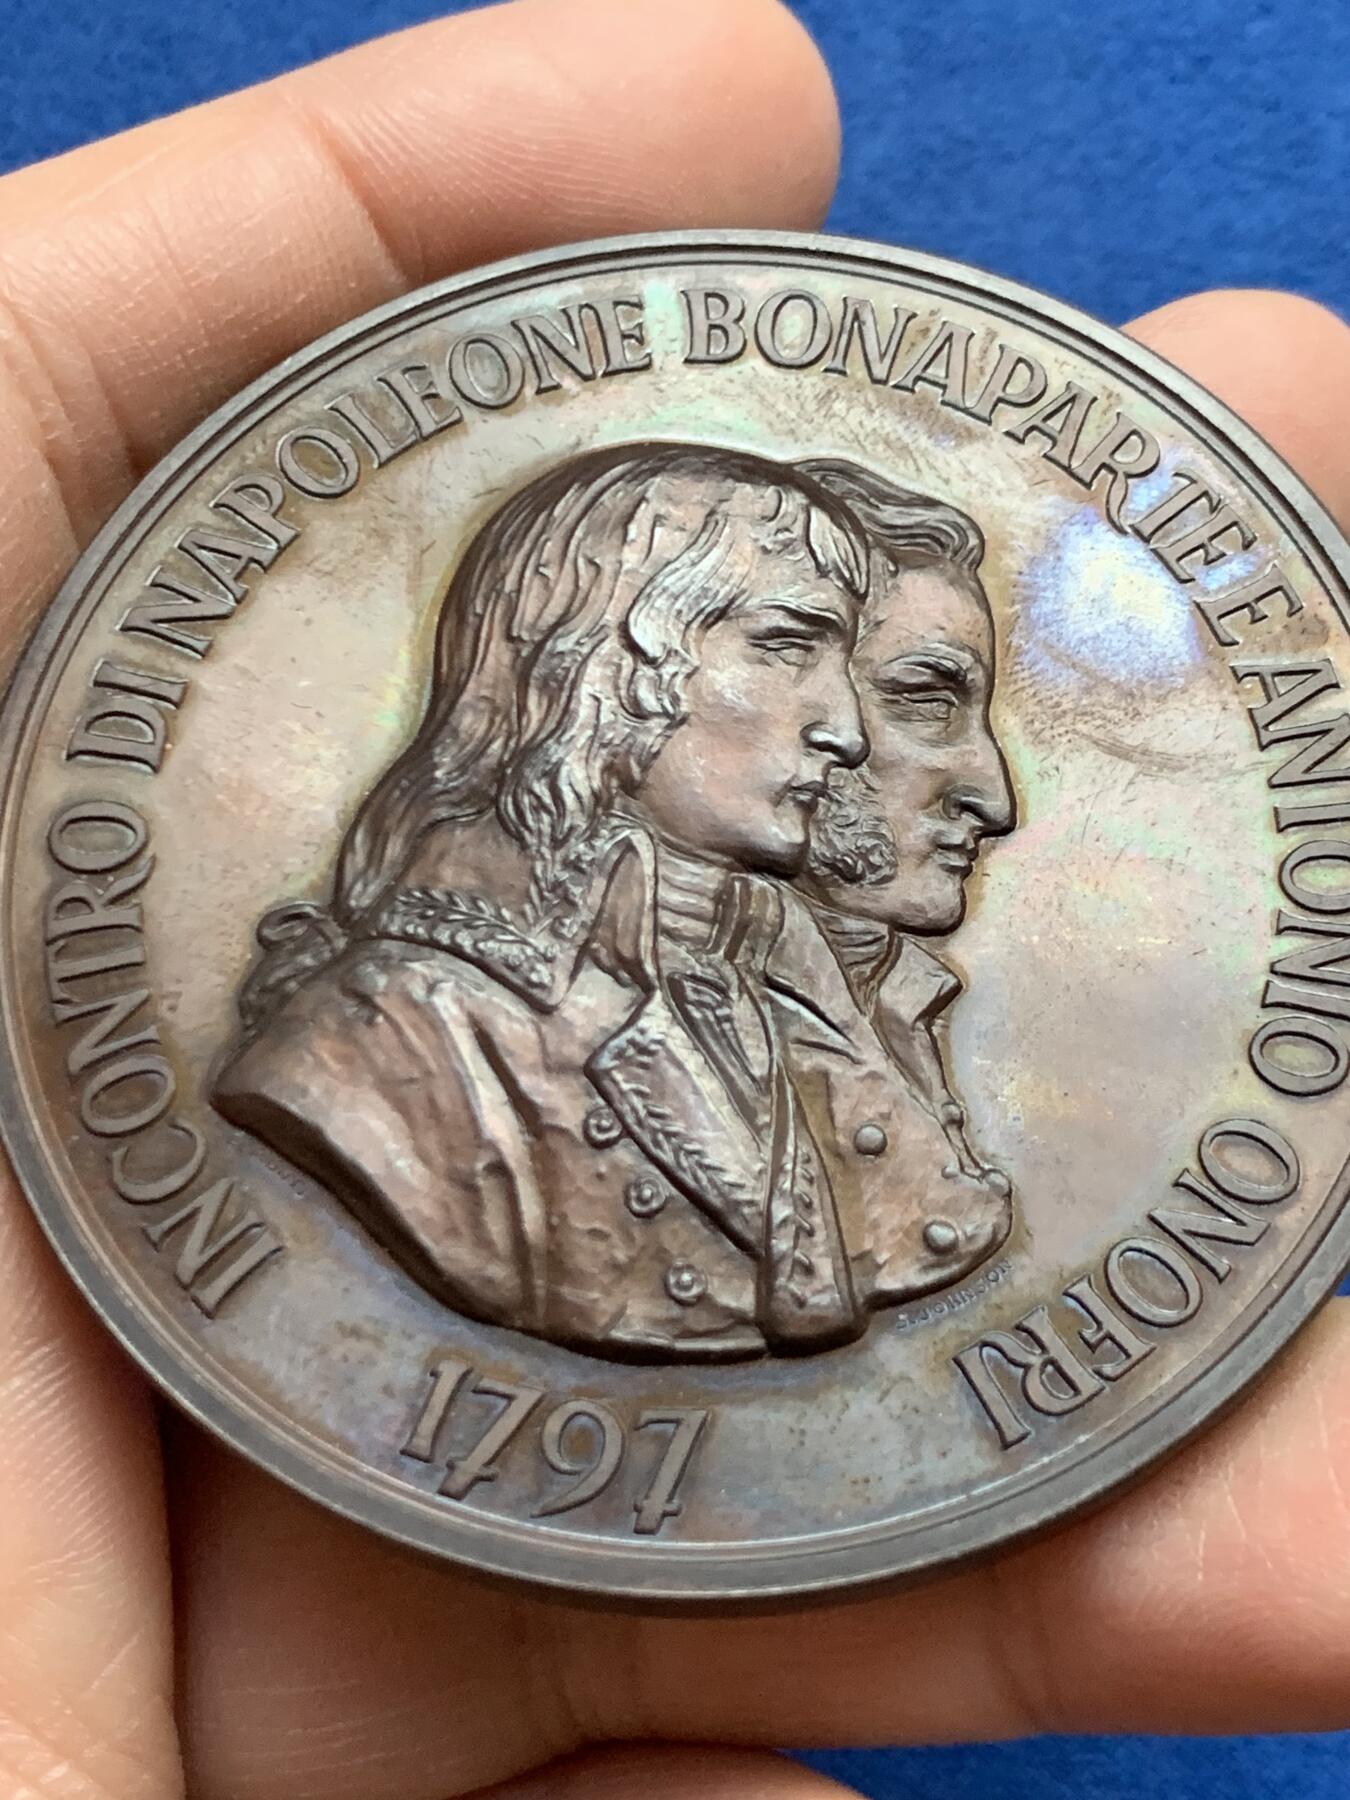 INCONTRO DI NAPOLEONE BONAPARTE E ANTONIO ONOFRI
1797
S.JOHNSON